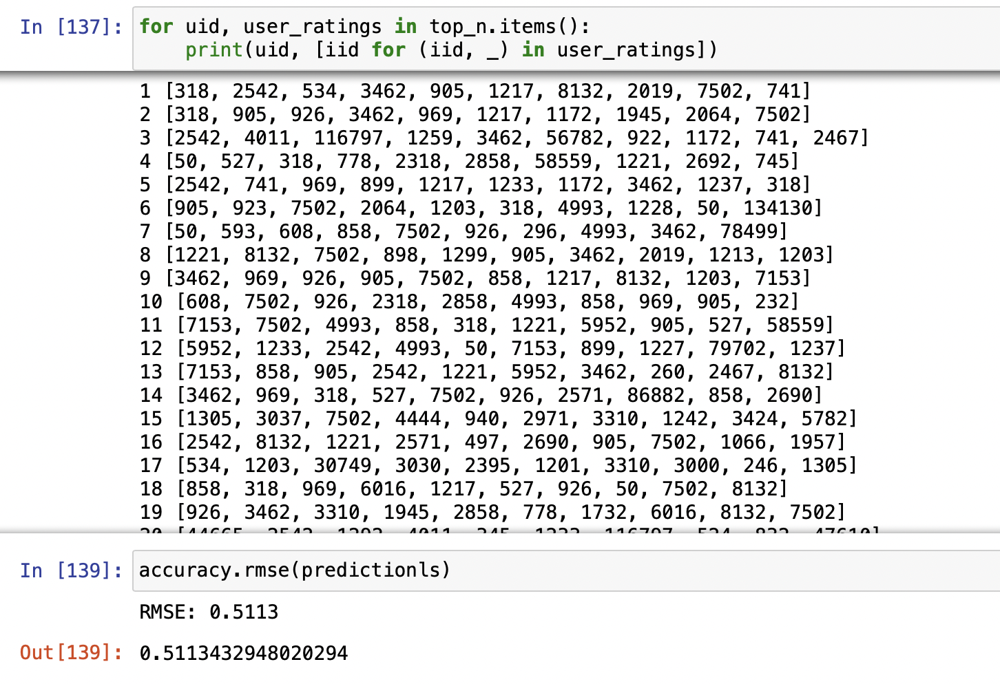 In [137]:
for uid, user_ratings in top_n.items():
    print(uid, [iid for (iid, _) in user_ratings])
1 [318, 2542, 534, 3462, 905, 1217, 8132, 2019, 7502, 741]
2 [318, 905, 926, 3462, 969, 1217, 1172, 1945, 2064, 7502]
3 [2542, 4011, 116797, 1259, 3462, 56782, 922, 1172, 741, 2467]
4 [50, 527, 318, 778, 2318, 2858, 58559, 1221, 2692, 745]
5 [2542, 741, 969, 899, 1217, 1233, 1172, 3462, 1237, 318]
6 [905, 923, 7502, 2064, 1203, 318, 4993, 1228, 50, 134130]
7 [50, 593, 608, 858, 7502, 926, 296, 4993, 3462, 78499]
8 [1221, 8132, 7502, 898, 1299, 905, 3462, 2019, 1213, 1203]
9 [3462, 969, 926, 905, 7502, 858, 1217, 8132, 1203, 7153]
10 [608, 7502, 926, 2318, 2858, 4993, 858, 969, 905, 232]
11 [7153, 7502, 4993, 858, 318, 1221, 5952, 905, 527, 58559]
12 [5952, 1233, 2542, 4993, 50, 7153, 899, 1227, 79702, 1237]
13 [7153, 858, 905, 2542, 1221, 5952, 3462, 260, 2467, 8132]
14 [3462, 969, 318, 527, 7502, 926, 2571, 86882, 858, 2690]
15 [1305, 3037, 7502, 4444, 940, 2971, 3310, 1242, 3424, 5782]
16 [2542, 8132, 1221, 2571, 497, 2690, 905, 7502, 1066, 1957]
17 [534, 1203, 30749, 3030, 2395, 1201, 3310, 3000, 246, 1305]
18 [858, 318, 969, 6016, 1217, 527, 926, 50, 7502, 8132]
19 [926, 3462, 3310, 1945, 2858, 778, 1732, 6016, 8132, 7502]
In [139]:
accuracy.rmse(predictionls)
RMSE: 0.5113
Out[139]: 0.5113432948020294